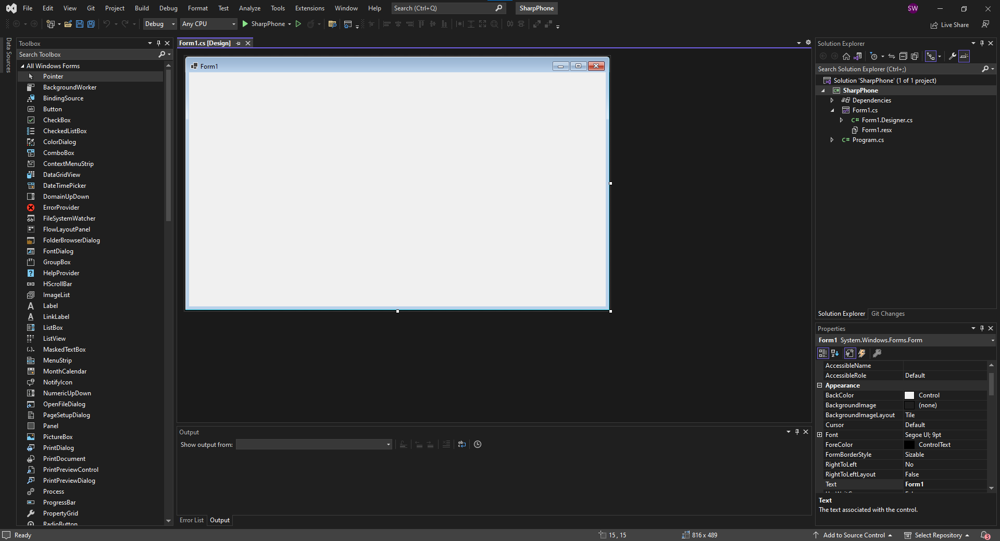 File Edit View Git Project Build Debug Format Test Analyze Tools Extensions Window Help Search (Ctrl+Q) SharpPhone SW
Debug Any CPU SharpPhone Live Share
Data Sources
Toolbox
Search Toolbox
All Windows Forms
Pointer
BackgroundWorker
BindingSource
Button
CheckBox
CheckedListBox
ColorDialog
ComboBox
ContextMenuStrip
DataGridView
DateTimePicker
DomainUpDown
ErrorProvider
FileSystemWatcher
FlowLayoutPanel
FolderBrowserDialog
FontDialog
GroupBox
HelpProvider
HScrollBar
ImageList
Label
LinkLabel
ListBox
ListView
MaskedTextBox
MenuStrip
MonthCalendar
NotifyIcon
NumericUpDown
OpenFileDialog
PageSetupDialog
Panel
PictureBox
PrintDialog
PrintDocument
PrintPreviewControl
PrintPreviewDialog
Process
ProgressBar
PropertyGrid
RadioButton
Form1.cs [Design]
Form1
Output
Show output from:
Error List Output
Solution Explorer
Search Solution Explorer (Ctrl+;)
Solution 'SharpPhone' (1 of 1 project)
SharpPhone
Dependencies
Form1.cs
C# Form1.Designer.cs
Form1.resx
C# Program.cs
Solution Explorer Git Changes
Properties
Form1 System.Windows.Forms.Form
AccessibleName
AccessibleRole Default
Appearance
BackColor Control
BackgroundImage (none)
BackgroundImageLayout Tile
Cursor Default
Font Segoe UI; 9pt
ForeColor ControlText
FormBorderStyle Sizable
RightToLeft No
RightToLeftLayout False
Text Form1
Text
The text associated with the control.
Ready 15 , 15 816 x 489 Add to Source Control Select Repository 3